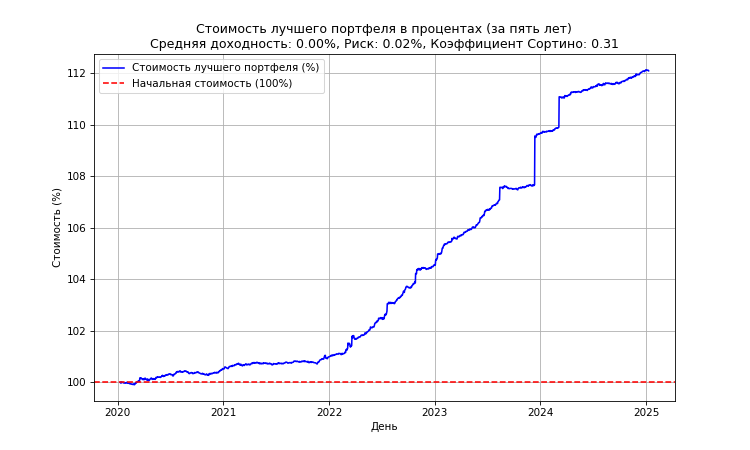 Стоимость лучшего портфеля в процентах (за пять лет)
Средняя доходность: 0.00%, Риск: 0.02%, Коэффициент Сортино: 0.31
Стоимость лучшего портфеля (%)
Начальная стоимость (100%)
Стоимость (%)
112
110
108
106
104
102
100
2020
2021
2022
2023
2024
2025
День